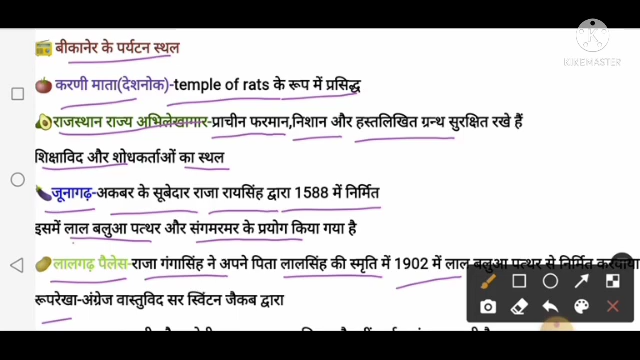 KINEMASTER
बीकानेर के पर्यटन स्थल
करणी माता(देशनोक)-temple of rats के रूप में प्रसिद्ध
राजस्थान राज्य अभिलेखागार-प्राचीन फरमान,निशान और हस्तलिखित ग्रन्थ सुरक्षित रखे हैं
शिक्षाविद और शोधकर्ताओं का स्थल
जूनागढ़-अकबर के सूबेदार राजा रायसिंह द्वारा 1588 में निर्मित
इसमें लाल बलुआ पत्थर और संगमरमर के प्रयोग किया गया है
लालगढ़ पैलेस-राजा गंगासिंह ने अपने पिता लालसिंह की स्मृति में 1902 में लाल बलुआ पत्थर से निर्मित करवाया
रूपरेखा-अंग्रेज वास्तुविद सर स्विंटन जैकब द्वारा